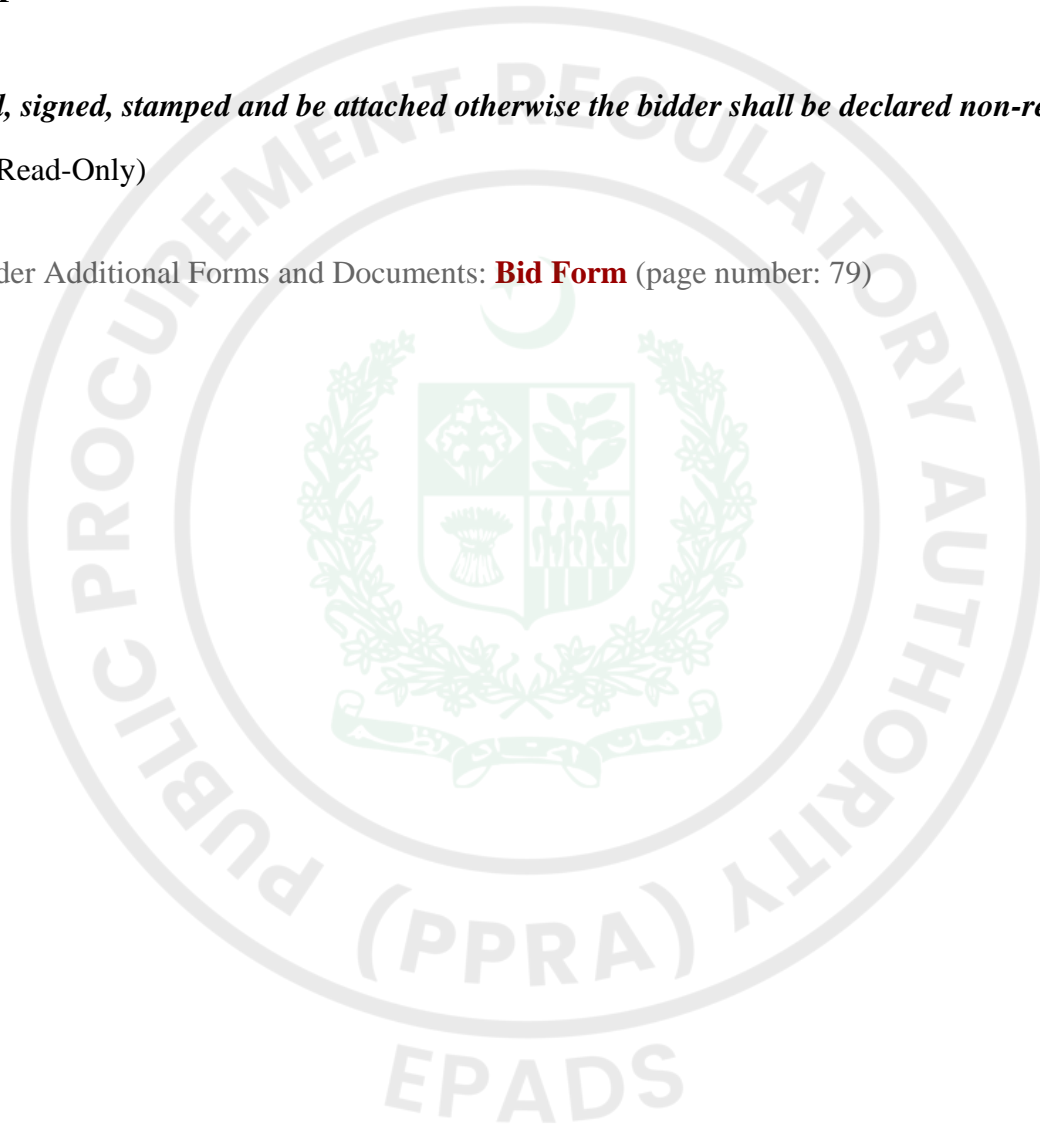 d, signed, stamped and be attached otherwise the bidder shall be declared non-re
Read-Only)
der Additional Forms and Documents: Bid Form (page number: 79)
PUBLIC PROCUREMENT REGULATORY AUTHORITY
(PPRA)
EPADS